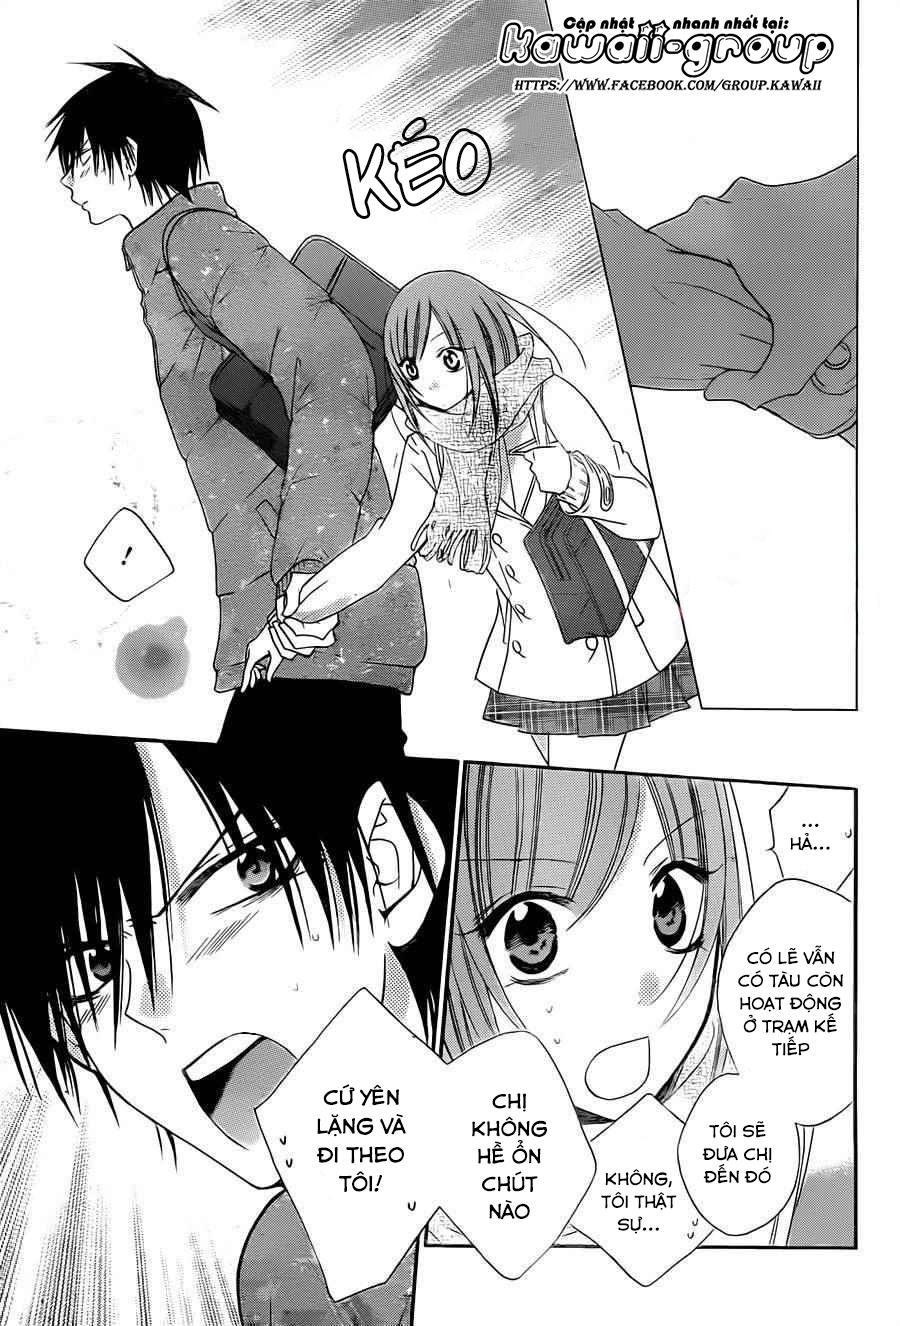 Cập nhật nhanh nhất tại:
kawaii-group
HTTPS://WWW.FACEBOOK.COM/GROUP.KAWAII
KÉO
!
...
HẢ...
CÓ LẼ VẪN
CÓ TÀU CÒN
HOẠT ĐỘNG
Ở TRẠM KẾ
TIẾP
TÔI SẼ
ĐƯA CHỊ
ĐẾN ĐÓ
KHÔNG,
TÔI THẬT
SỰ...
CHỊ
KHÔNG
HỀ ỔN
CHÚT
NÀO
CỨ YÊN
LẶNG VÀ
ĐI THEO
TÔI!